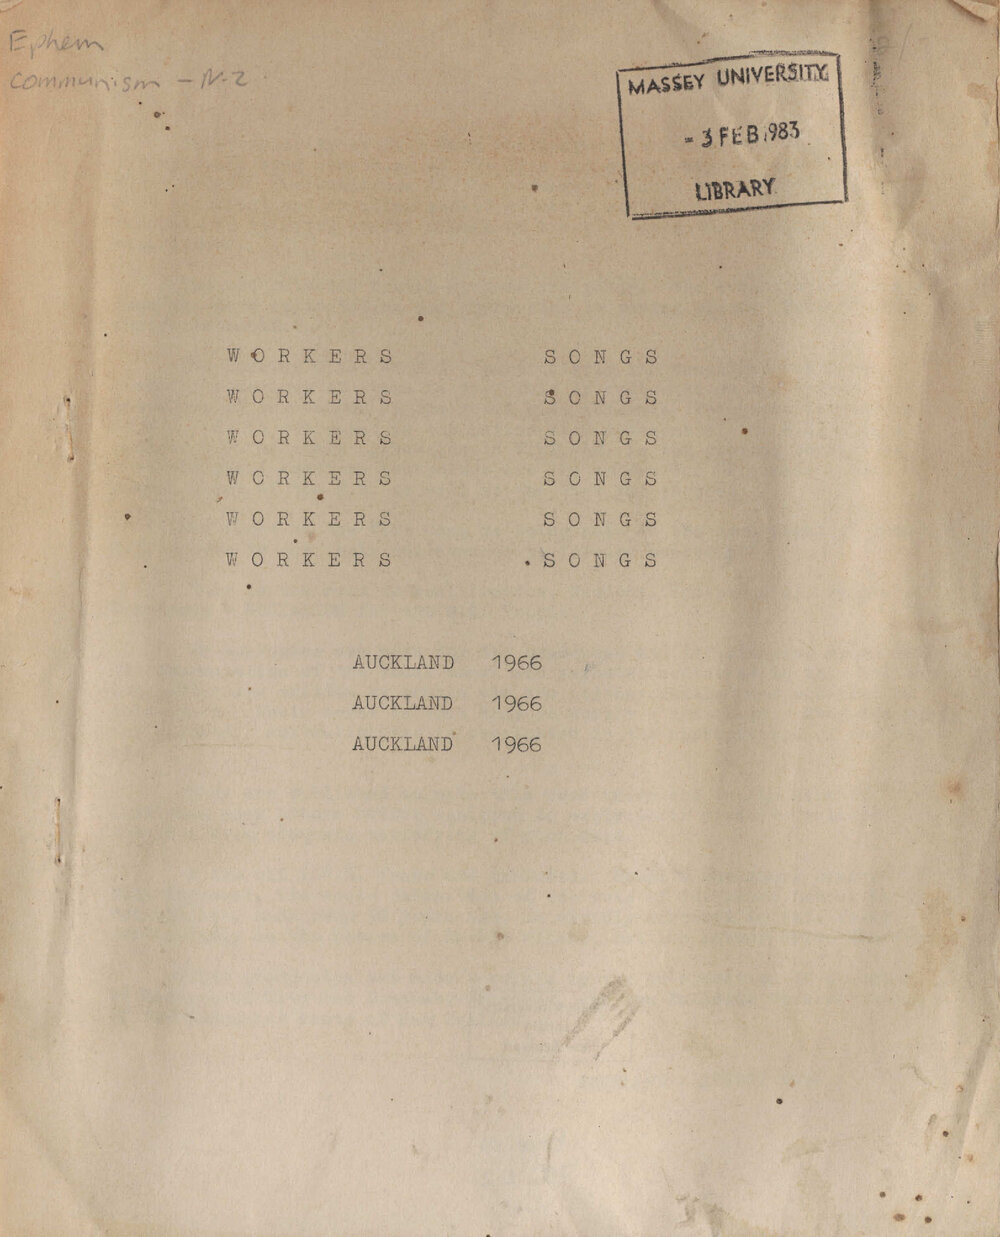 Ephem
Communism - N.Z
MASSEY UNIVERSITY
- 3 FEB 1983
LIBRARY
W O R K E R S S O N G S
W O R K E R S S O N G S
W O R K E R S S O N G S
W O R K E R S S O N G S
W O R K E R S S O N G S
W O R K E R S S O N G S
AUCKLAND 1966
AUCKLAND 1966
AUCKLAND 1966